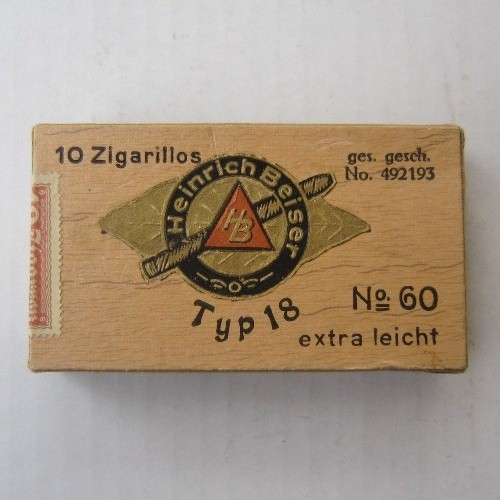 10 Zigarillos
ges. gesch.
No. 492193
Heinrich Beiser
HB
Typ 18
No. 60
extra leicht